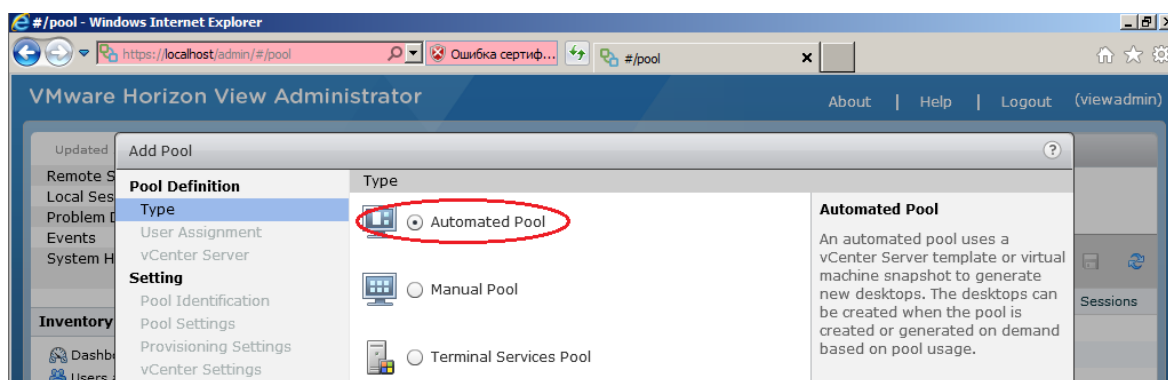 #/pool - Windows Internet Explorer
https://localhost/admin/#/pool
Ошибка сертиф...
#/pool
VMware Horizon View Administrator
About | Help | Logout (viewadmin)
Updated
Add Pool
?
Remote S
Local Ses
Problem
Events
System H
Inventory
Dashb
Users
Pool Definition
Type
User Assignment
vCenter Server
Setting
Pool Identification
Pool Settings
Provisioning Settings
vCenter Settings
Type
Automated Pool
Manual Pool
Terminal Services Pool
Automated Pool
An automated pool uses a
vCenter Server template or virtual
machine snapshot to generate
new desktops. The desktops can
be created when the pool is
created or generated on demand
based on pool usage.
Sessions